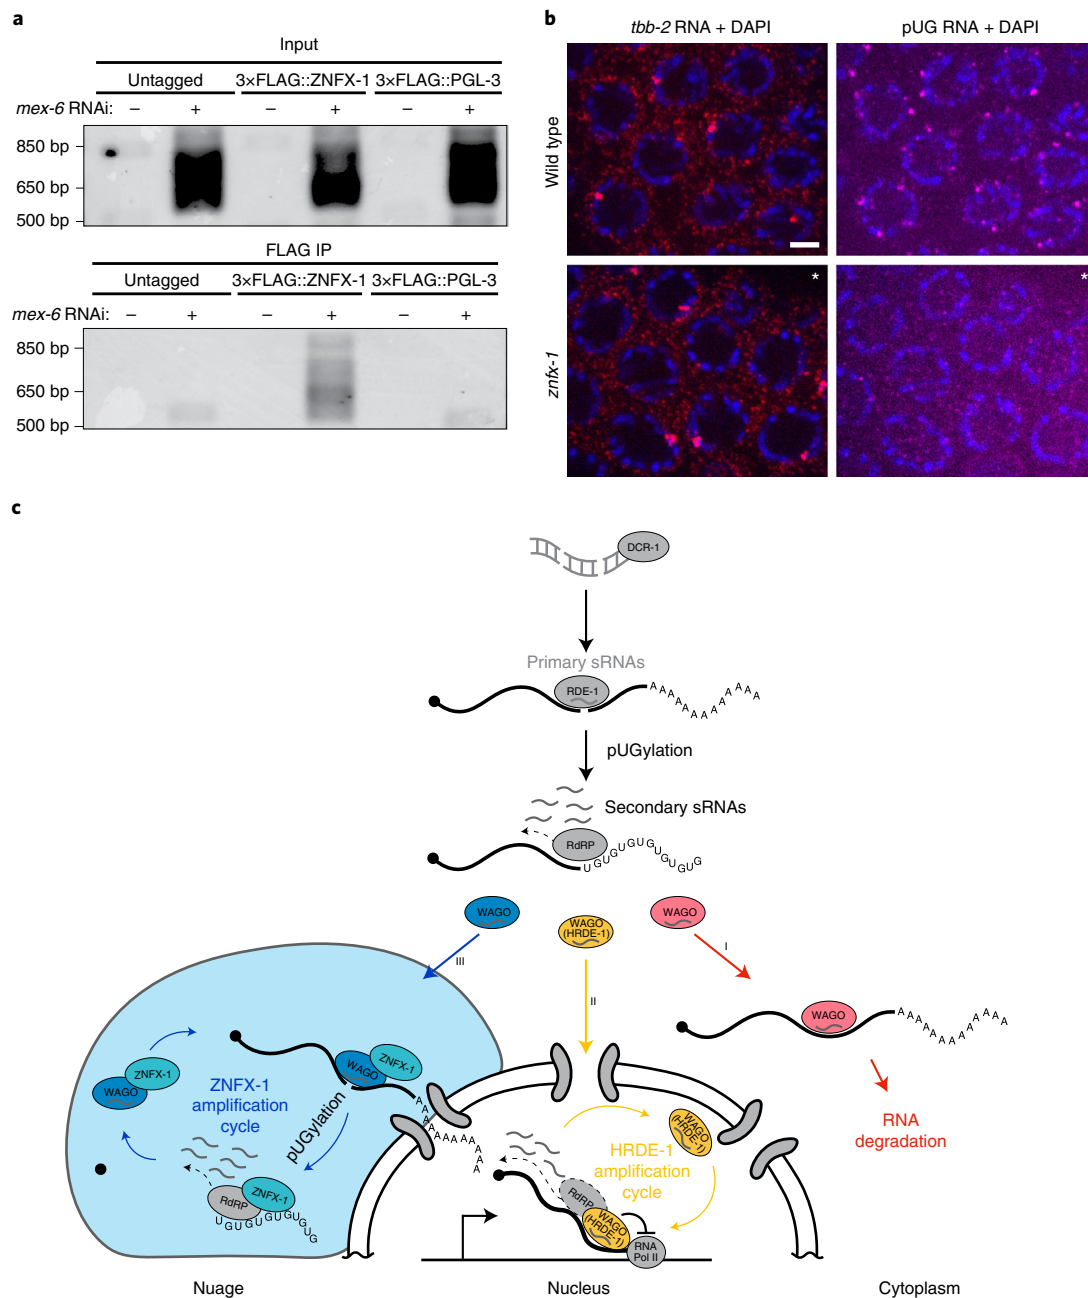 a
Input
Untagged 3×FLAG::ZNFX-1 3×FLAG::PGL-3
mex-6 RNAi: – + – + – +
850 bp
650 bp
500 bp
FLAG IP
Untagged 3×FLAG::ZNFX-1 3×FLAG::PGL-3
mex-6 RNAi: – + – + – +
850 bp
650 bp
500 bp
b
tbb-2 RNA + DAPI pUG RNA + DAPI
Wild type
znfx-1
* *
c
DCR-1
Primary sRNAs
RDE-1
AAAAAAAAAAAA
pUGylation
Secondary sRNAs
RdRP
UGUGUGUGUGUGUG
WAGO
WAGO
(HRDE-1)
WAGO
III
II
I
WAGO
AAAAAAAAAAAA
RNA
degradation
ZNFX-1
WAGO
ZNFX-1
amplification
cycle
WAGO
ZNFX-1
pUGylation
AAAAAAAAAAAA
RdRP
ZNFX-1
UGUGUGUGUGUG
WAGO
(HRDE-1)
HRDE-1
amplification
cycle
RdRP
WAGO
(HRDE-1)
RNA
Pol II
Nuage Nucleus Cytoplasm